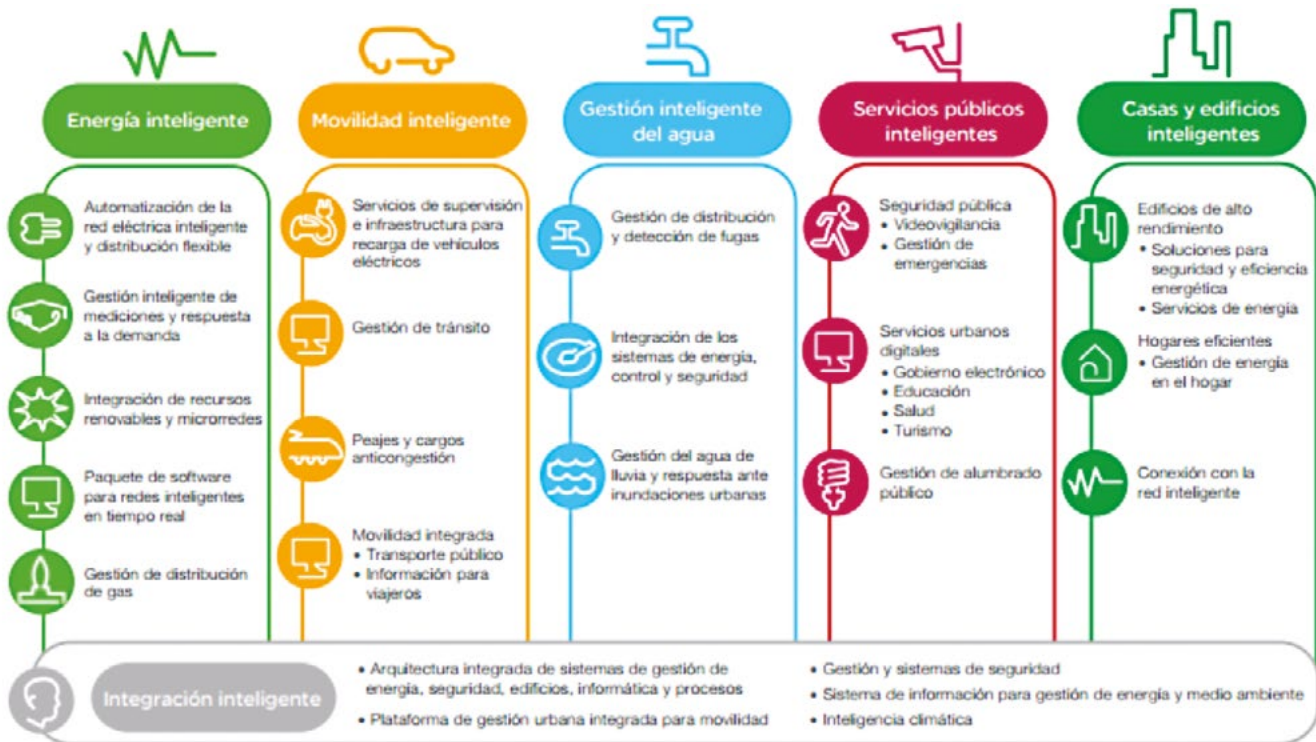 Energía inteligente
Automatización de la
red eléctrica inteligente
y distribución flexible
Gestión inteligente de
mediciones y respuesta
a la demanda
Integración de recursos
renovables y microrredes
Paquete de software
para redes inteligentes
en tiempo real
Gestión de distribución
de gas
Movilidad inteligente
Servicios de supervisión
e infraestructura para
recarga de vehículos
eléctricos
Gestión de tránsito
Peajes y cargos
anticongestión
Movilidad integrada
• Transporte público
• Información para
viajeros
Gestión inteligente
del agua
Gestión de distribución
y detección de fugas
Integración de los
sistemas de energía,
control y seguridad
Gestión del agua de
lluvia y respuesta ante
inundaciones urbanas
Servicios públicos
inteligentes
Seguridad pública
• Videovigilancia
• Gestión de
emergencias
Servicios urbanos
digitales
• Gobierno electrónico
• Educación
• Salud
• Turismo
Gestión de alumbrado
público
Casas y edificios
inteligentes
Edificios de alto
rendimiento
• Soluciones para
seguridad y eficiencia
energética
• Servicios de energía
Hogares eficientes
• Gestión de energía
en el hogar
Conexión con la
red inteligente
Integración inteligente
• Arquitectura integrada de sistemas de gestión de
energía, seguridad, edificios, informática y procesos
• Plataforma de gestión urbana integrada para movilidad
• Gestión y sistemas de seguridad
• Sistema de información para gestión de energía y medio ambiente
• Inteligencia climática